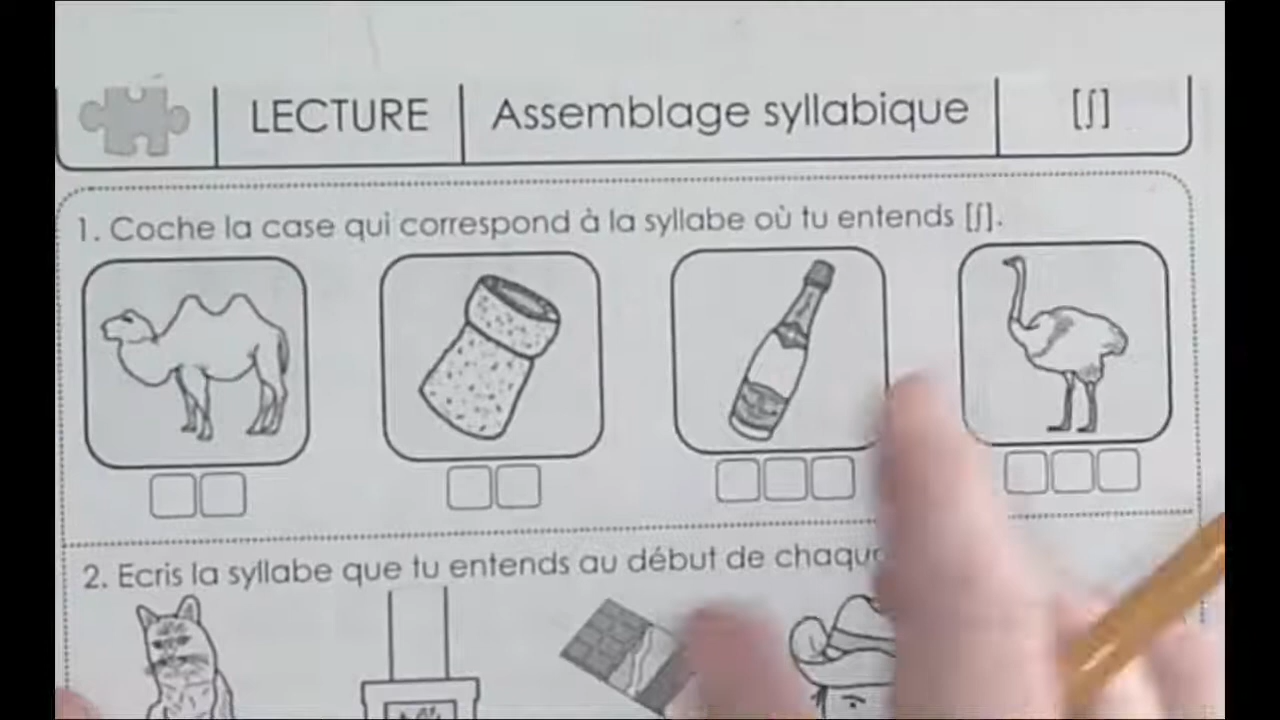 LECTURE Assemblage syllabique [ʃ]
1. Coche la case qui correspond à la syllabe où tu entends [ʃ].
2. Ecris la syllabe que tu entends au début de chaque